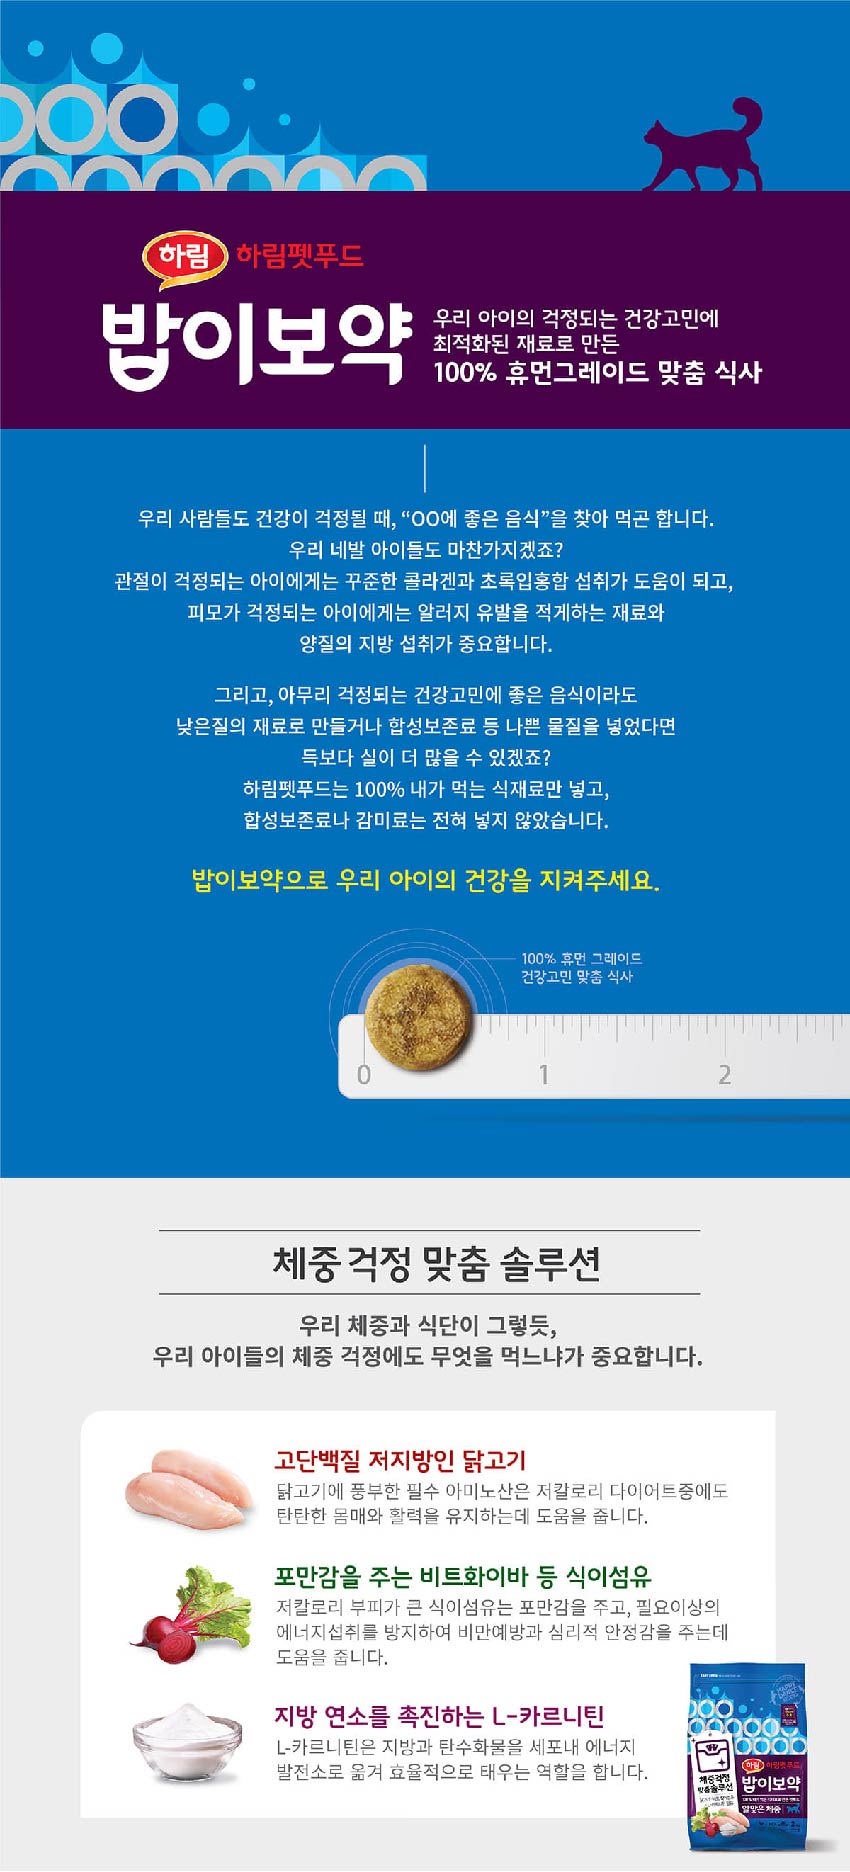 하림 하림펫푸드
밥이보약
우리 아이의 걱정되는 건강고민에
최적화된 재료로 만든
100% 휴먼그레이드 맞춤 식사
우리 사람들도 건강이 걱정될 때, “OO에 좋은 음식”을 찾아 먹곤 합니다.
우리 네발 아이들도 마찬가지겠죠?
관절이 걱정되는 아이에게는 꾸준한 콜라겐과 초록입홍합 섭취가 도움이 되고,
피모가 걱정되는 아이에게는 알러지 유발을 적게하는 재료와
양질의 지방 섭취가 중요합니다.
그리고, 아무리 걱정되는 건강고민에 좋은 음식이라도
낮은질의 재료로 만들거나 합성보존료 등 나쁜 물질을 넣었다면
득보다 실이 더 많을 수 있겠죠?
하림펫푸드는 100% 내가 먹는 식재료만 넣고,
합성보존료나 감미료는 전혀 넣지 않았습니다.
밥이보약으로 우리 아이의 건강을 지켜주세요.
100% 휴먼 그레이드
건강고민 맞춤 식사
0 1 2
체중 걱정 맞춤 솔루션
우리 체중과 식단이 그렇듯,
우리 아이들의 체중 걱정에도 무엇을 먹느냐가 중요합니다.
고단백질 저지방인 닭고기
닭고기에 풍부한 필수 아미노산은 저칼로리 다이어트중에도
탄탄한 몸매와 활력을 유지하는데 도움을 줍니다.
포만감을 주는 비트화이바 등 식이섬유
저칼로리 부피가 큰 식이섬유는 포만감을 주고, 필요이상의
에너지섭취를 방지하여 비만예방과 심리적 안정감을 주는데
도움을 줍니다.
지방 연소를 촉진하는 L-카르니틴
L-카르니틴은 지방과 탄수화물을 세포내 에너지
발전소로 옮겨 효율적으로 태우는 역할을 합니다.
하림 하림펫푸드
밥이보약
체중걱정
맞춤솔루션
알맞은 체중